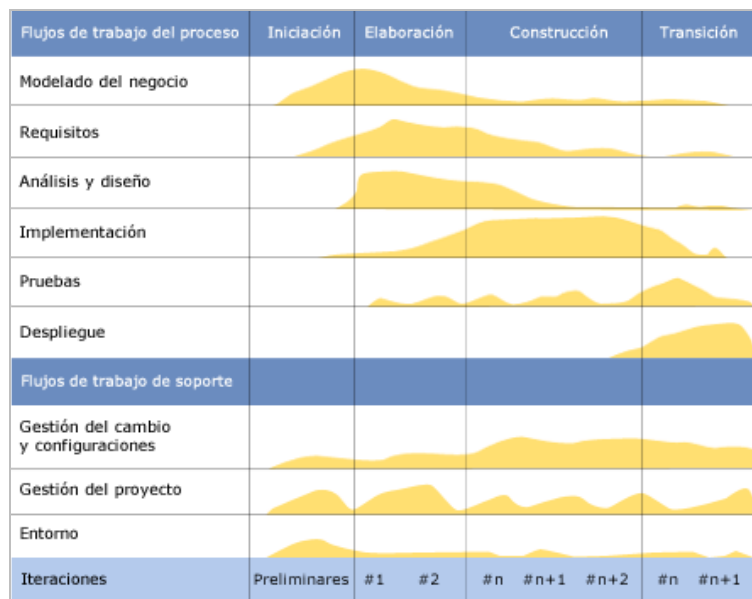 Flujos de trabajo del proceso Iniciación Elaboración Construcción Transición
Modelado del negocio
Requisitos
Análisis y diseño
Implementación
Pruebas
Despliegue
Flujos de trabajo de soporte
Gestión del cambio
y configuraciones
Gestión del proyecto
Entorno
Iteraciones Preliminares #1 #2 #n #n+1 #n+2 #n #n+1